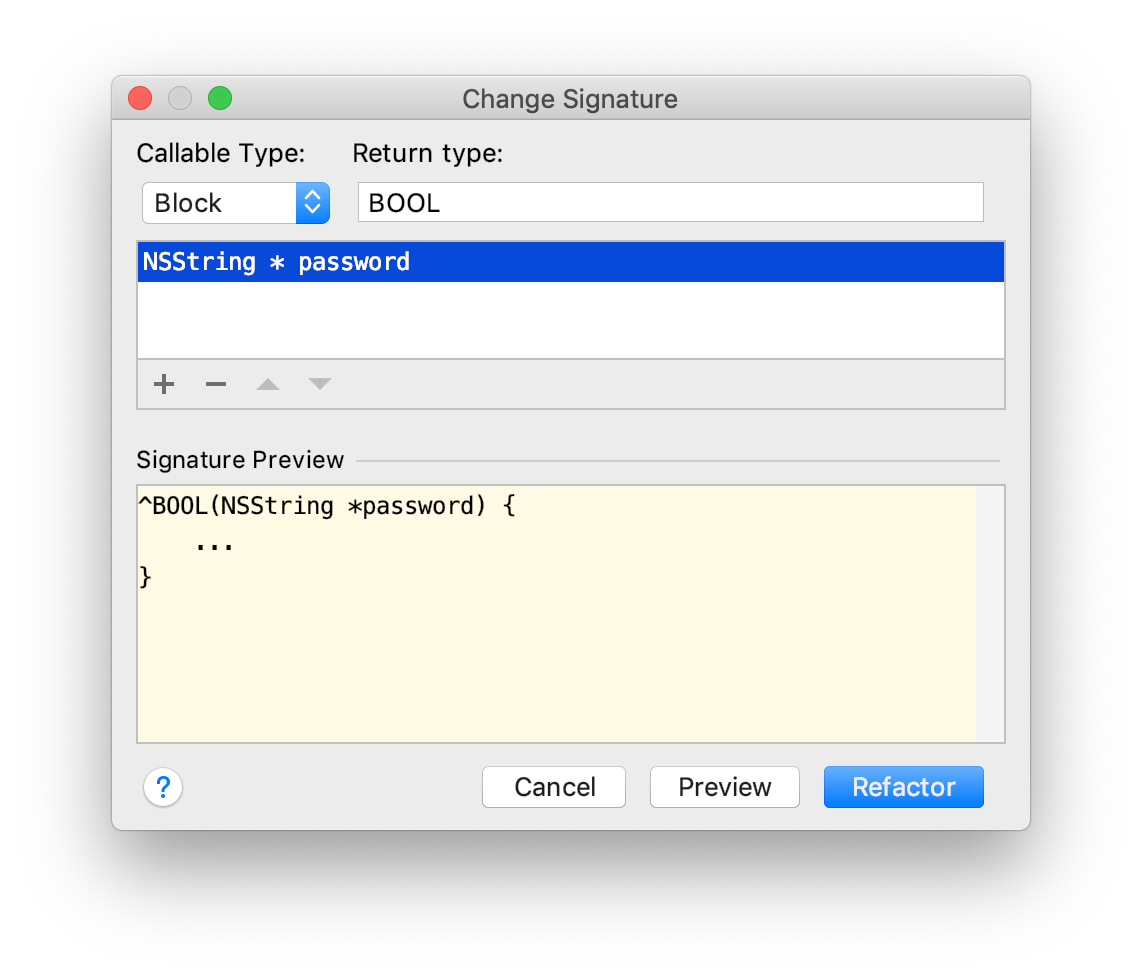 Change Signature
Callable Type: Return type:
Block BOOL
NSString * password
Signature Preview
^BOOL(NSString *password) {
    ...
}
? Cancel Preview Refactor